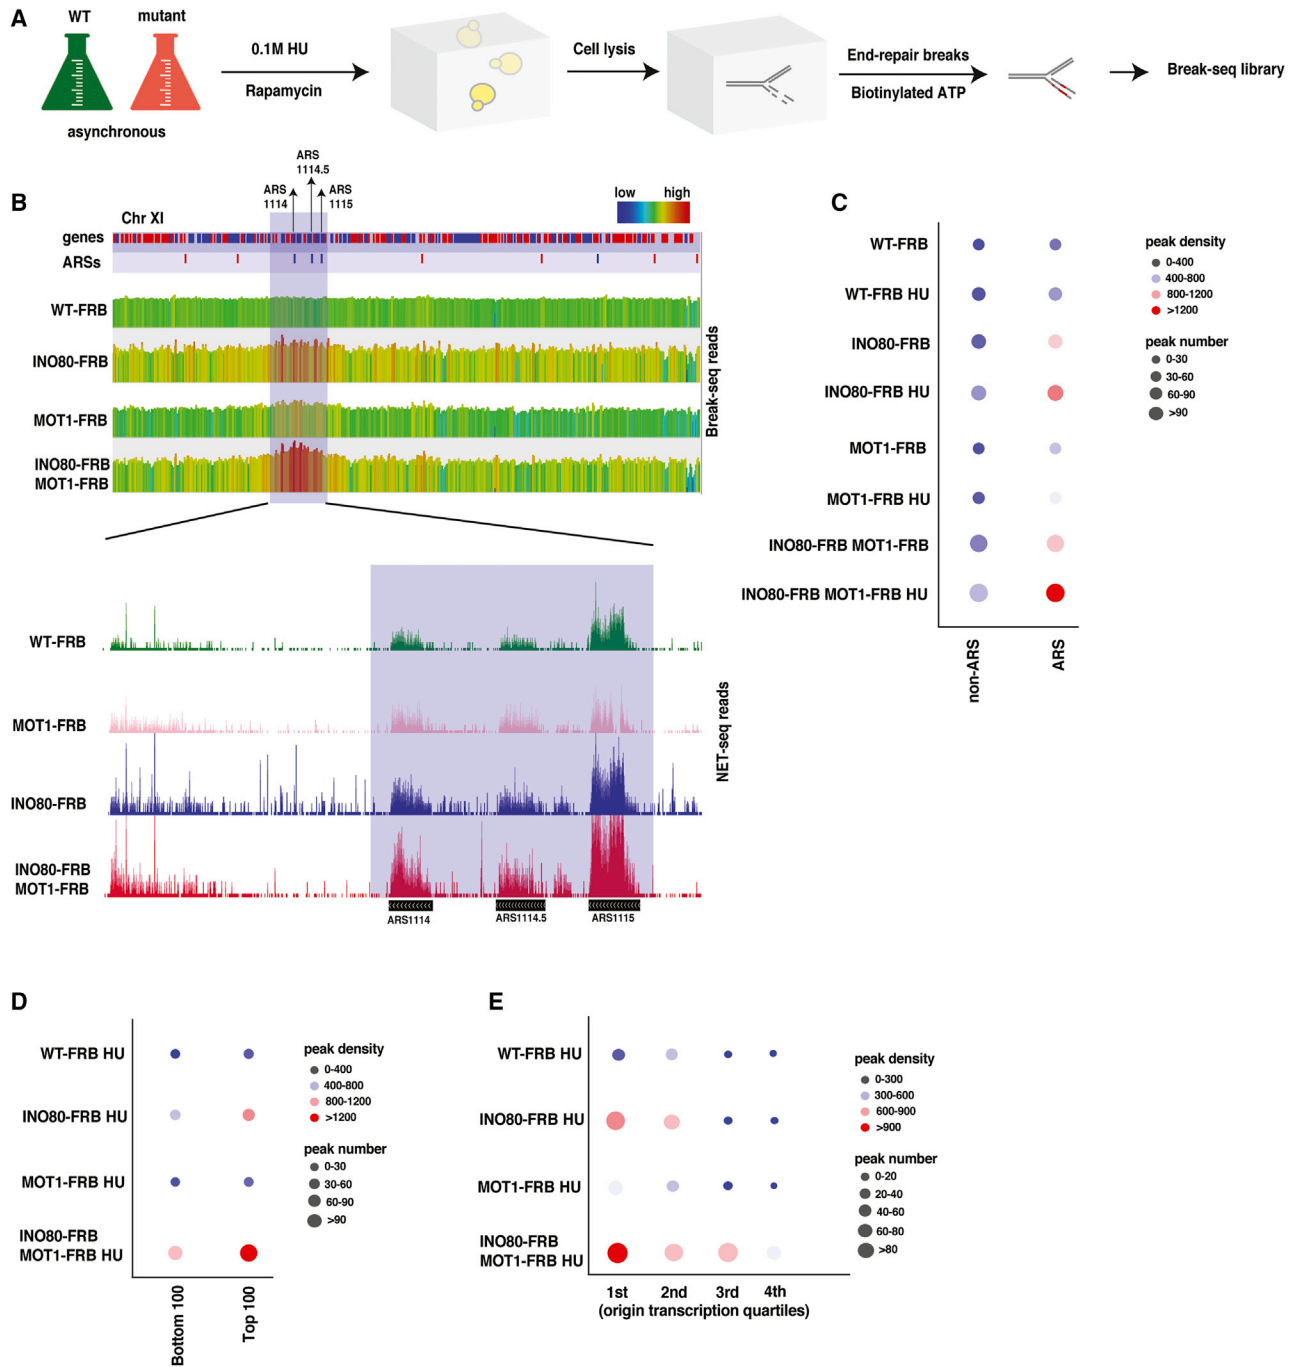 A
WT
mutant
asynchronous
0.1M HU
Rapamycin
Cell lysis
End-repair breaks
Biotinylated ATP
Break-seq library
B
Chr XI
ARS
1114
ARS
1114.5
ARS
1115
low
high
genes
ARSs
WT-FRB
INO80-FRB
MOT1-FRB
INO80-FRB
MOT1-FRB
Break-seq reads
WT-FRB
MOT1-FRB
INO80-FRB
INO80-FRB
MOT1-FRB
NET-seq reads
ARS1114
ARS1114.5
ARS1115
C
WT-FRB
WT-FRB HU
INO80-FRB
INO80-FRB HU
MOT1-FRB
MOT1-FRB HU
INO80-FRB MOT1-FRB
INO80-FRB MOT1-FRB HU
non-ARS
ARS
peak density
0-400
400-800
800-1200
>1200
peak number
0-30
30-60
60-90
>90
D
WT-FRB HU
INO80-FRB HU
MOT1-FRB HU
INO80-FRB
MOT1-FRB HU
Bottom 100
Top 100
peak density
0-400
400-800
800-1200
>1200
peak number
0-30
30-60
60-90
>90
E
WT-FRB HU
INO80-FRB HU
MOT1-FRB HU
INO80-FRB
MOT1-FRB HU
1st
2nd
3rd
4th
(origin transcription quartiles)
peak density
0-300
300-600
600-900
>900
peak number
0-20
20-40
40-60
60-80
>80